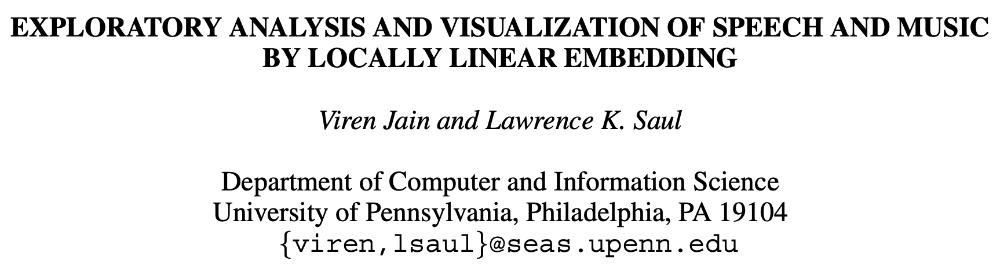 EXPLORATORY ANALYSIS AND VISUALIZATION OF SPEECH AND MUSIC
BY LOCALLY LINEAR EMBEDDING
Viren Jain and Lawrence K. Saul
Department of Computer and Information Science
University of Pennsylvania, Philadelphia, PA 19104
{viren,lsaul}@seas.upenn.edu